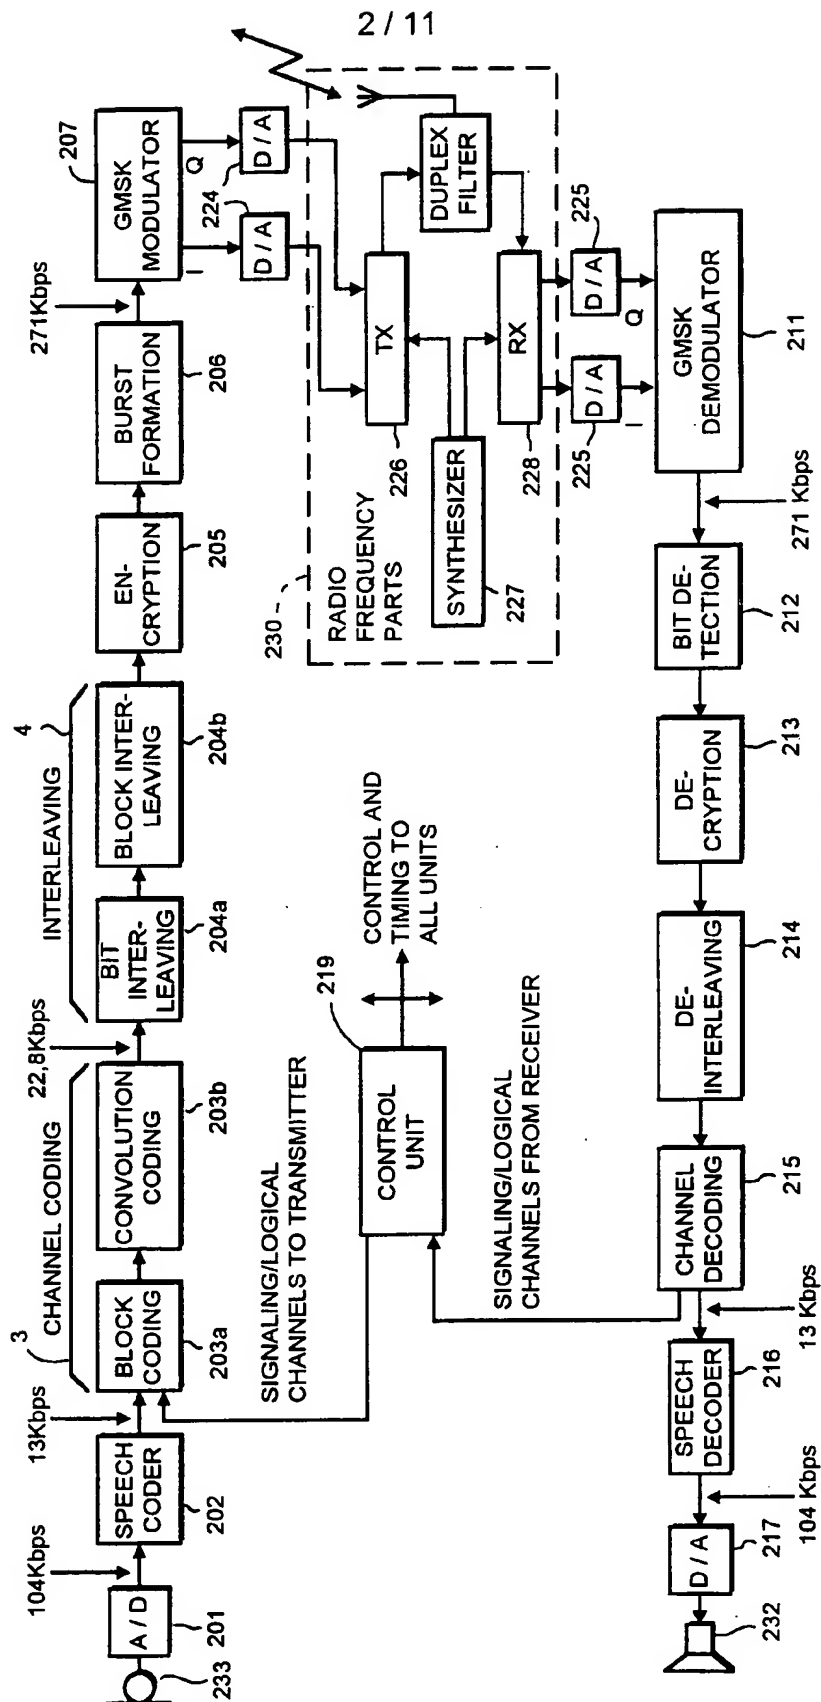 2 / 11
3
CHANNEL CODING
4
INTERLEAVING
104Kbps
13Kbps
22,8Kbps
271Kbps
233
A / D
201
SPEECH
CODER
202
BLOCK
CODING
203a
CONVOLUTION
CODING
203b
BIT
INTER-
LEAVING
204a
BLOCK INTER-
LEAVING
204b
EN-
CRYPTION
205
BURST
FORMATION
206
GMSK
MODULATOR
207
I
Q
D / A
D / A
224
230
RADIO
FREQUENCY
PARTS
TX
226
DUPLEX
FILTER
SYNTHESIZER
227
RX
228
SIGNALING/LOGICAL
CHANNELS TO TRANSMITTER
CONTROL
UNIT
219
CONTROL AND
TIMING TO
ALL UNITS
SIGNALING/LOGICAL
CHANNELS FROM RECEIVER
D / A
225
D / A
225
I
Q
GMSK
DEMODULATOR
211
271 Kbps
BIT DE-
TECTION
212
DE-
CRYPTION
213
DE-
INTERLEAVING
214
CHANNEL
DECODING
215
13 Kbps
SPEECH
DECODER
216
104 Kbps
D / A
217
232